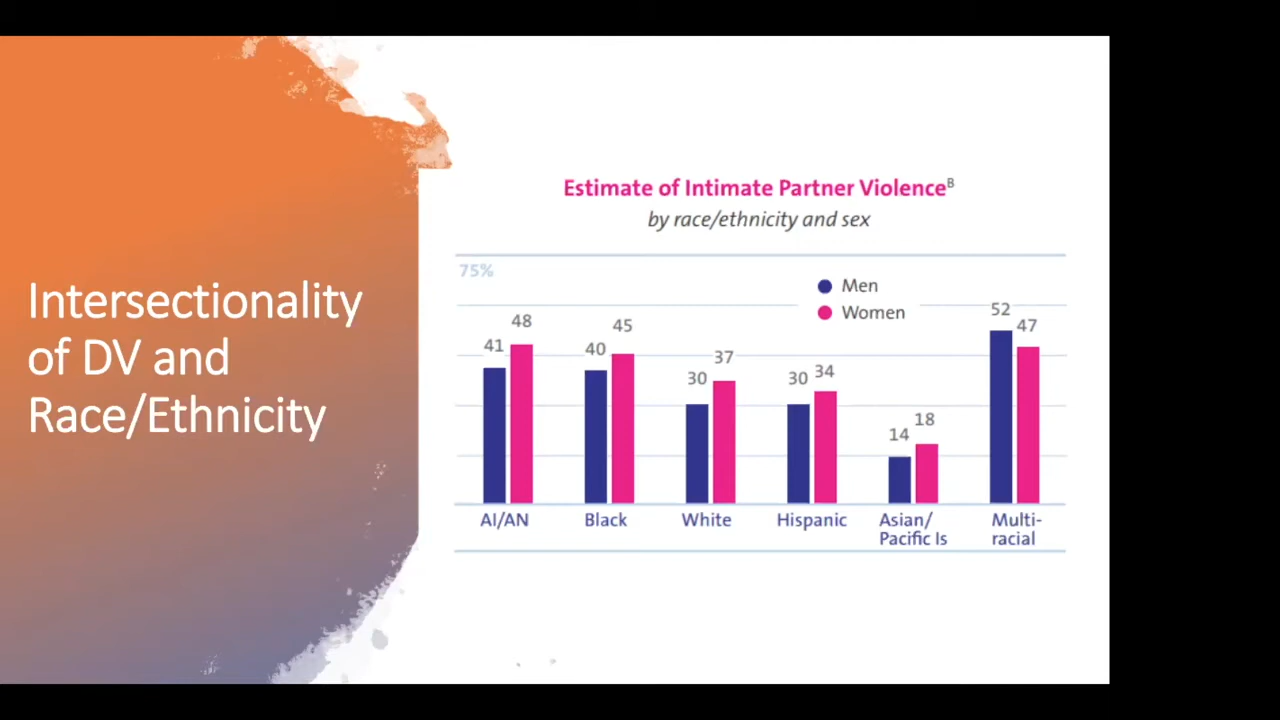 Intersectionality
of DV and
Race/Ethnicity
Estimate of Intimate Partner Violence^B
by race/ethnicity and sex
75%
Men
Women
41 48
40 45
30 37
30 34
14 18
52 47
AI/AN Black White Hispanic Asian/ Multi-
Pacific Is racial